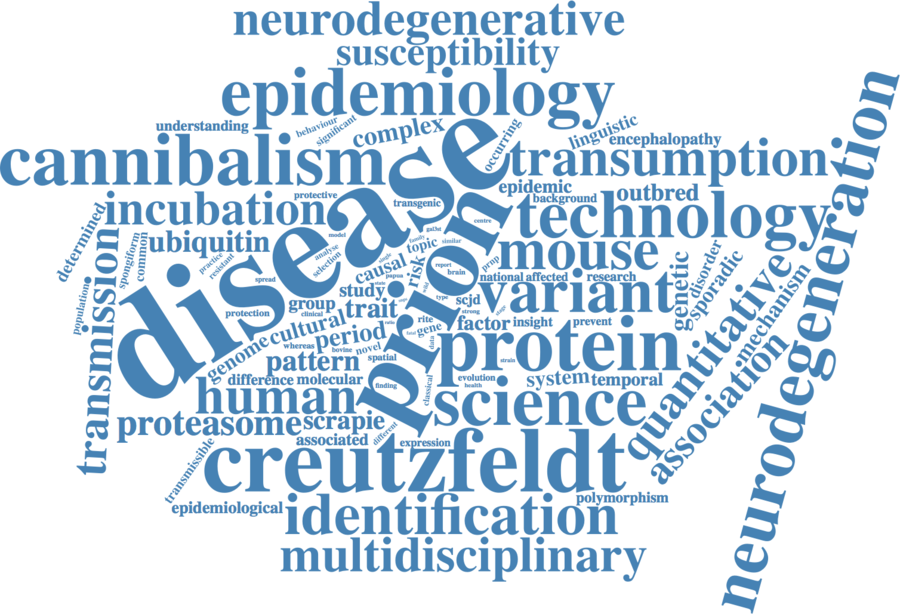 neurodegenerative
susceptibility
epidemiology
understanding
behaviour
significant
complex
occurring
linguistic
encephalopathy
cannibalism
disease
transumption
neurodegeneration
epidemic
background
outbred
protective
transgenic
incubation
determined
technology
centre
prion
ubiquitin
common
spongiform
model
family
similar
topic
mouse
analyse
selection
single
causal
risk
practice
resistant
report
brain
prnp
disorder
genetic
sporadic
spread
papua
study
national
affected
research
variant
type
wild
scjd
strong
populations
transmission
group
clinical
trait
protection
cultural
period
rite
gene
factor
insight
prevent
quantitative
mechanism
genome
whereas
bovine
novel
data
protein
pattern
spatial
strain
association
difference
molecular
finding
classical
evolution
health
system
temporal
human
science
proteasome
scrapie
different
associated
expression
transmissible
creutzfeldt
polymorphism
epidemiological
identification
multidisciplinary